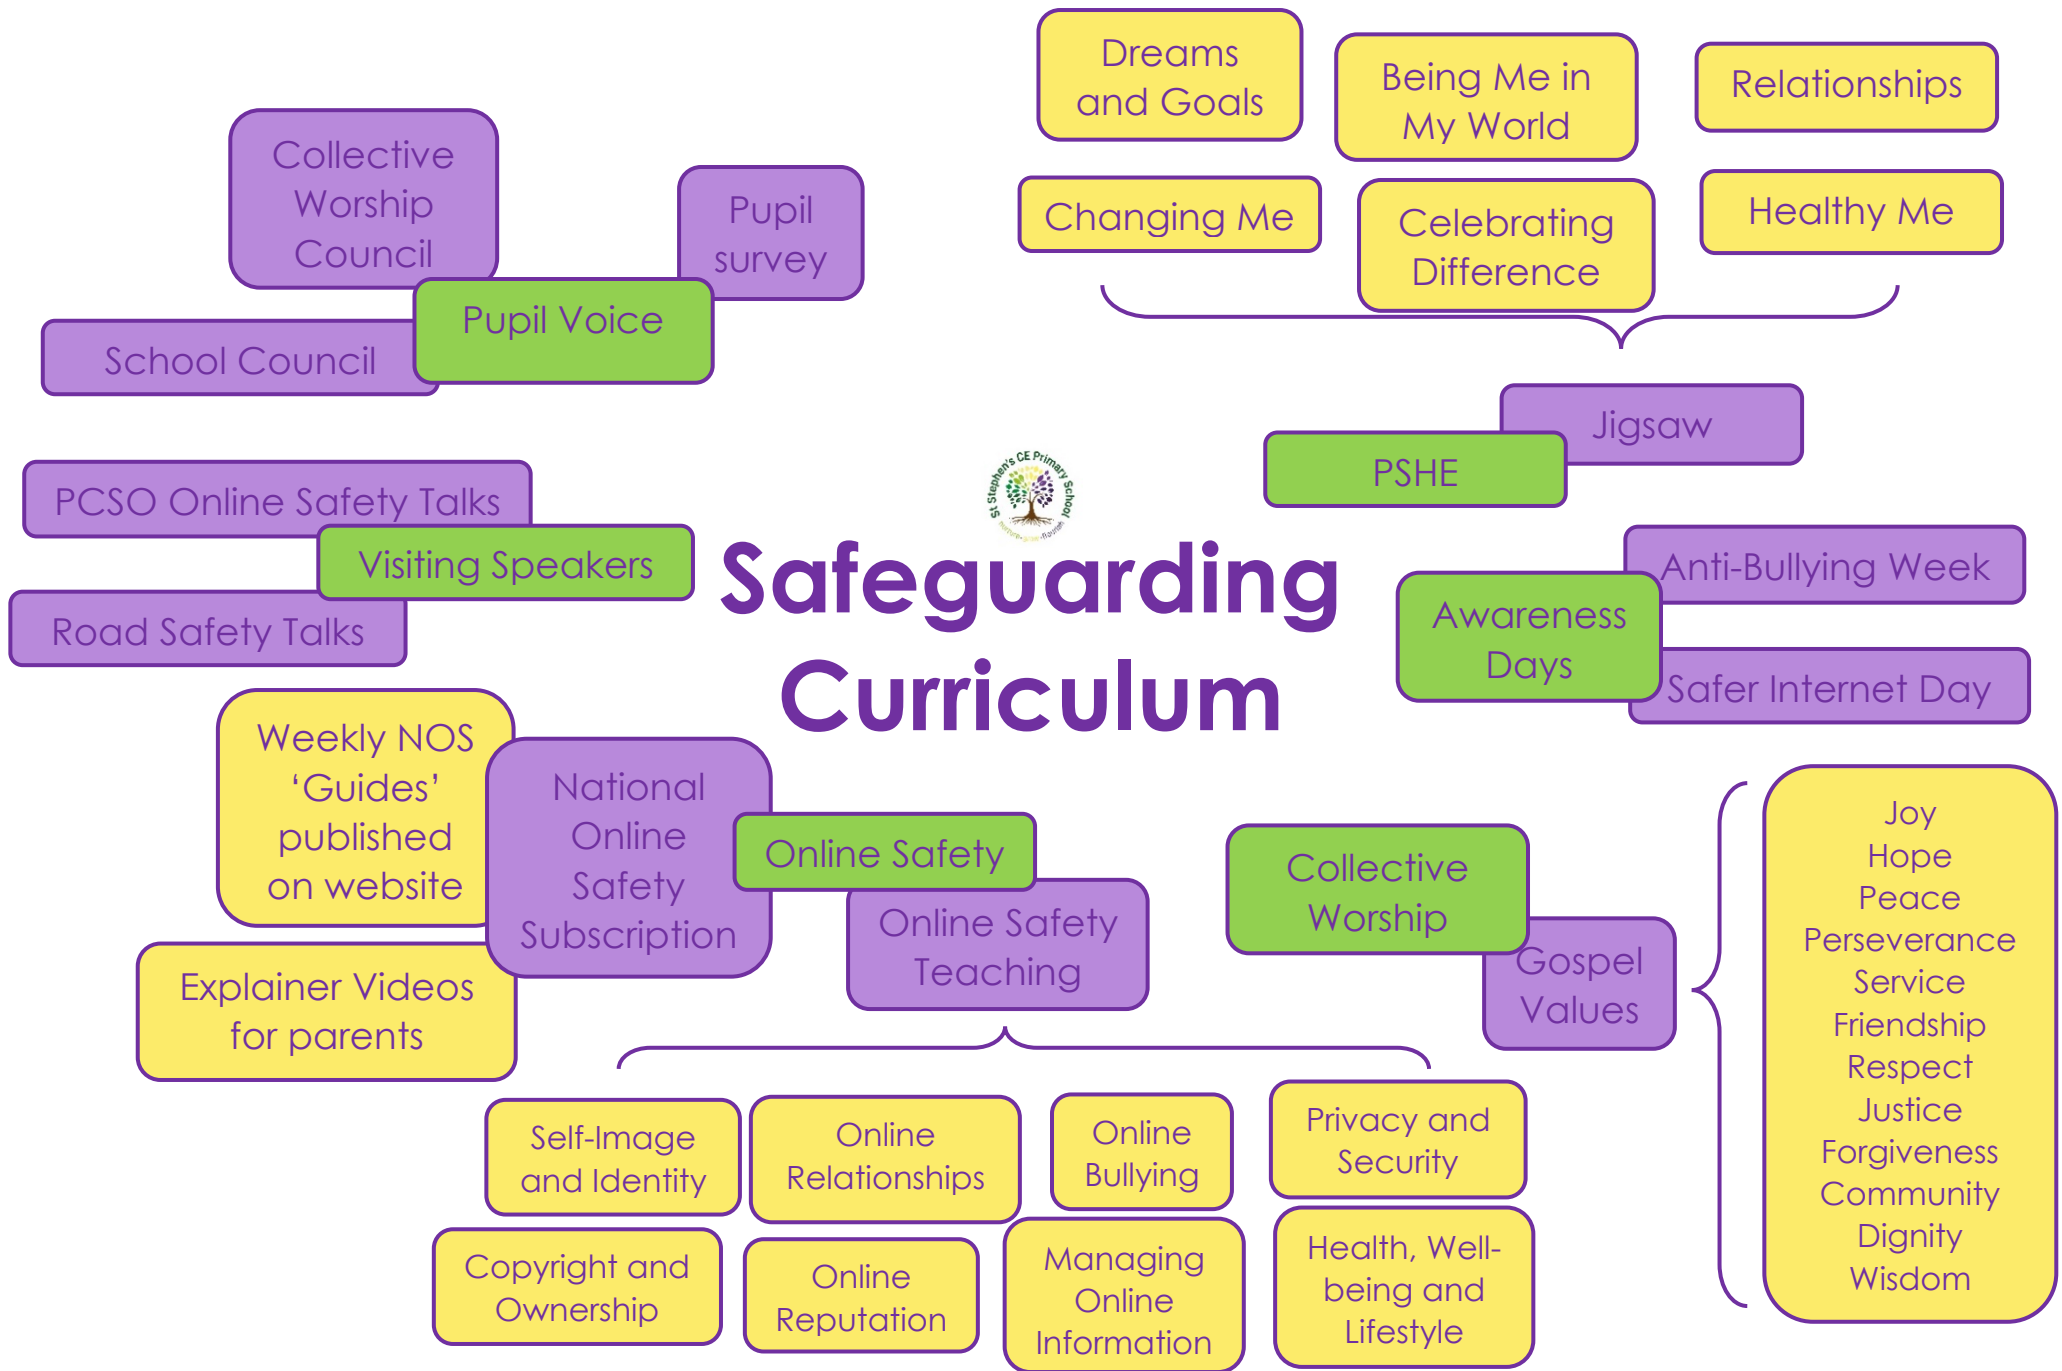 Dreams
and Goals
Being Me in
My World
Relationships
Changing Me
Celebrating
Difference
Healthy Me
Collective
Worship
Council
Pupil
survey
Pupil Voice
School Council
Jigsaw
PSHE
PCSO Online Safety Talks
Visiting Speakers
Road Safety Talks
St Stephen's CE Primary School
Safeguarding
Curriculum
Anti-Bullying Week
Awareness
Days
Safer Internet Day
Weekly NOS
‘Guides’
published
on website
National
Online
Safety
Subscription
Online Safety
Online Safety
Teaching
Explainer Videos
for parents
Collective
Worship
Gospel
Values
Joy
Hope
Peace
Perseverance
Service
Friendship
Respect
Justice
Forgiveness
Community
Dignity
Wisdom
Self-Image
and Identity
Online
Relationships
Online
Bullying
Privacy and
Security
Copyright and
Ownership
Online
Reputation
Managing
Online
Information
Health, Well-
being and
Lifestyle